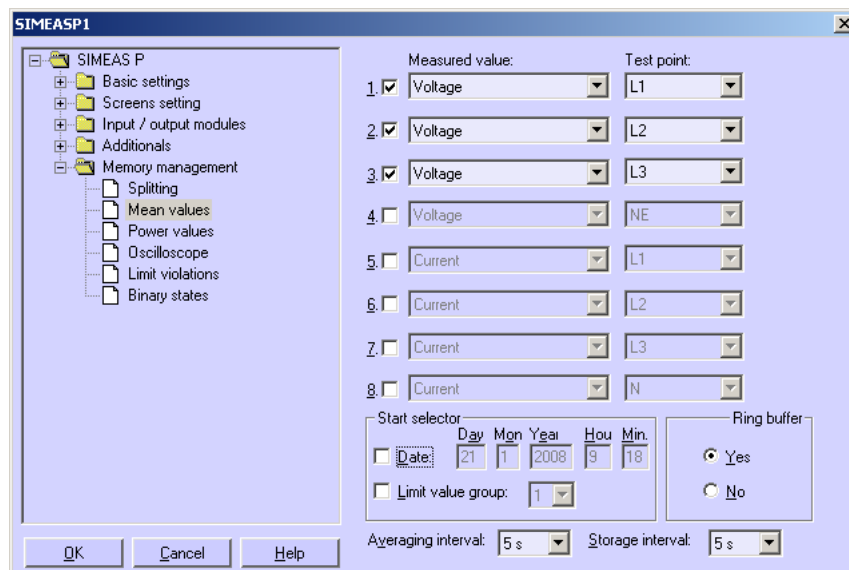 SIMEASP1
SIMEAS P
Basic settings
Screens setting
Input / output modules
Additionals
Memory management
Splitting
Mean values
Power values
Oscilloscope
Limit violations
Binary states
OK Cancel Help
Measured value: Test point:
1. Voltage L1
2. Voltage L2
3. Voltage L3
4. Voltage NE
5. Current L1
6. Current L2
7. Current L3
8. Current N
Start selector
Day Mon Year Hou Min.
Date: 21 1 2008 9 18
Limit value group: 1
Ring buffer
Yes
No
Averaging interval: 5 s Storage interval: 5 s